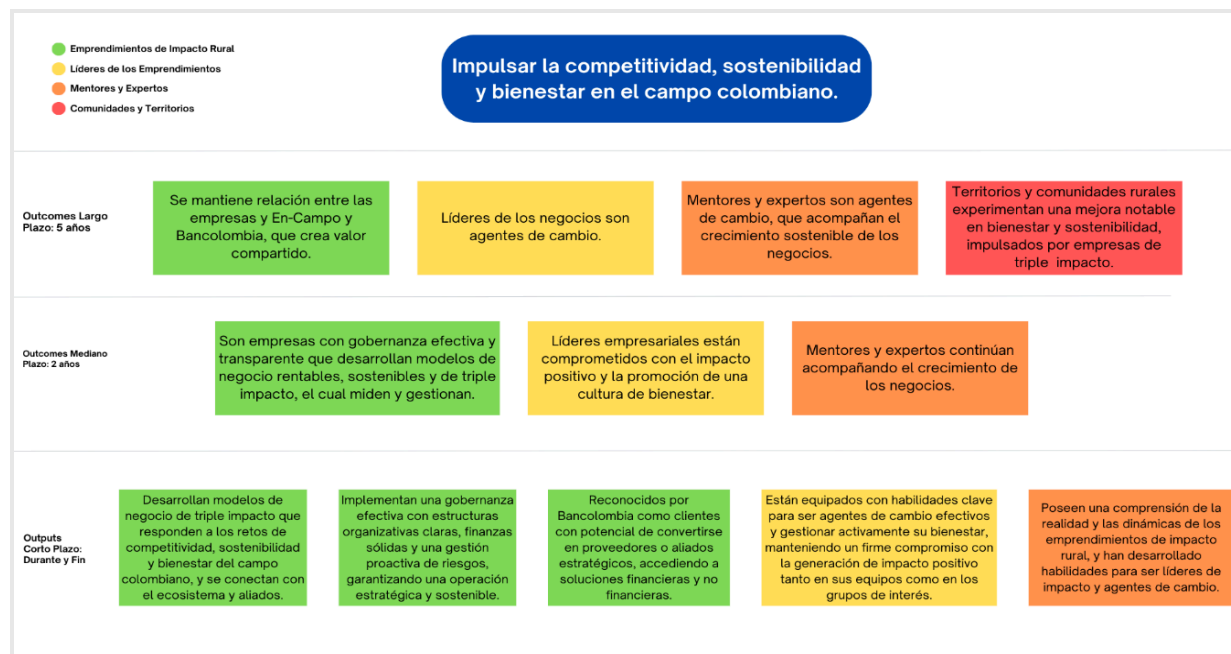 Emprendimientos de Impacto Rural
Líderes de los Emprendimientos
Mentores y Expertos
Comunidades y Territorios
Impulsar la competitividad, sostenibilidad
y bienestar en el campo colombiano.
Outcomes Largo
Plazo: 5 años
Se mantiene relación entre las
empresas y En-Campo y
Bancolombia, que crea valor
compartido.
Líderes de los negocios son
agentes de cambio.
Mentores y expertos son agentes
de cambio, que acompañan el
crecimiento sostenible de los
negocios.
Territorios y comunidades rurales
experimentan una mejora notable
en bienestar y sostenibilidad,
impulsados por empresas de
triple impacto.
Outcomes Mediano
Plazo: 2 años
Son empresas con gobernanza efectiva y
transparente que desarrollan modelos de
negocio rentables, sostenibles y de triple
impacto, el cual miden y gestionan.
Líderes empresariales están
comprometidos con el impacto
positivo y la promoción de una
cultura de bienestar.
Mentores y expertos continúan
acompañando el crecimiento de
los negocios.
Outputs
Corto Plazo:
Durante y Fin
Desarrollan modelos de
negocio de triple impacto que
responden a los retos de
competitividad, sostenibilidad
y bienestar del campo
colombiano, y se conectan con
el ecosistema y aliados.
Implementan una gobernanza
efectiva con estructuras
organizativas claras, finanzas
sólidas y una gestión
proactiva de riesgos,
garantizando una operación
estratégica y sostenible.
Reconocidos por
Bancolombia como clientes
con potencial de convertirse
en proveedores o aliados
estratégicos, accediendo a
soluciones financieras y no
financieras.
Están equipados con habilidades clave
para ser agentes de cambio efectivos
y gestionar activamente su bienestar,
manteniendo un firme compromiso con
la generación de impacto positivo
tanto en sus equipos como en los
grupos de interés.
Poseen una comprensión de la
realidad y las dinámicas de los
emprendimientos de impacto
rural, y han desarrollado
habilidades para ser líderes de
impacto y agentes de cambio.